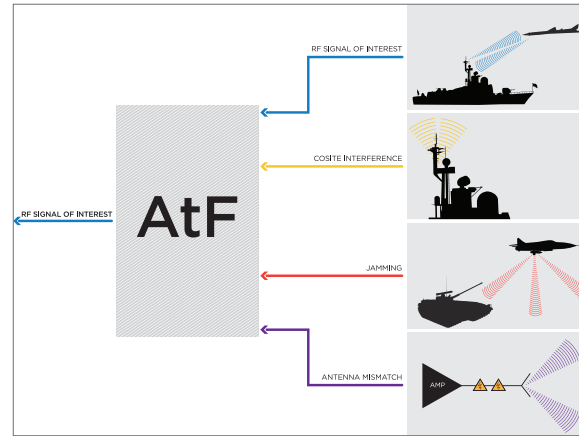 RF SIGNAL OF INTEREST
COSITE INTERFERENCE
RF SIGNAL OF INTEREST
AtF
JAMMING
ANTENNA MISMATCH
AMP